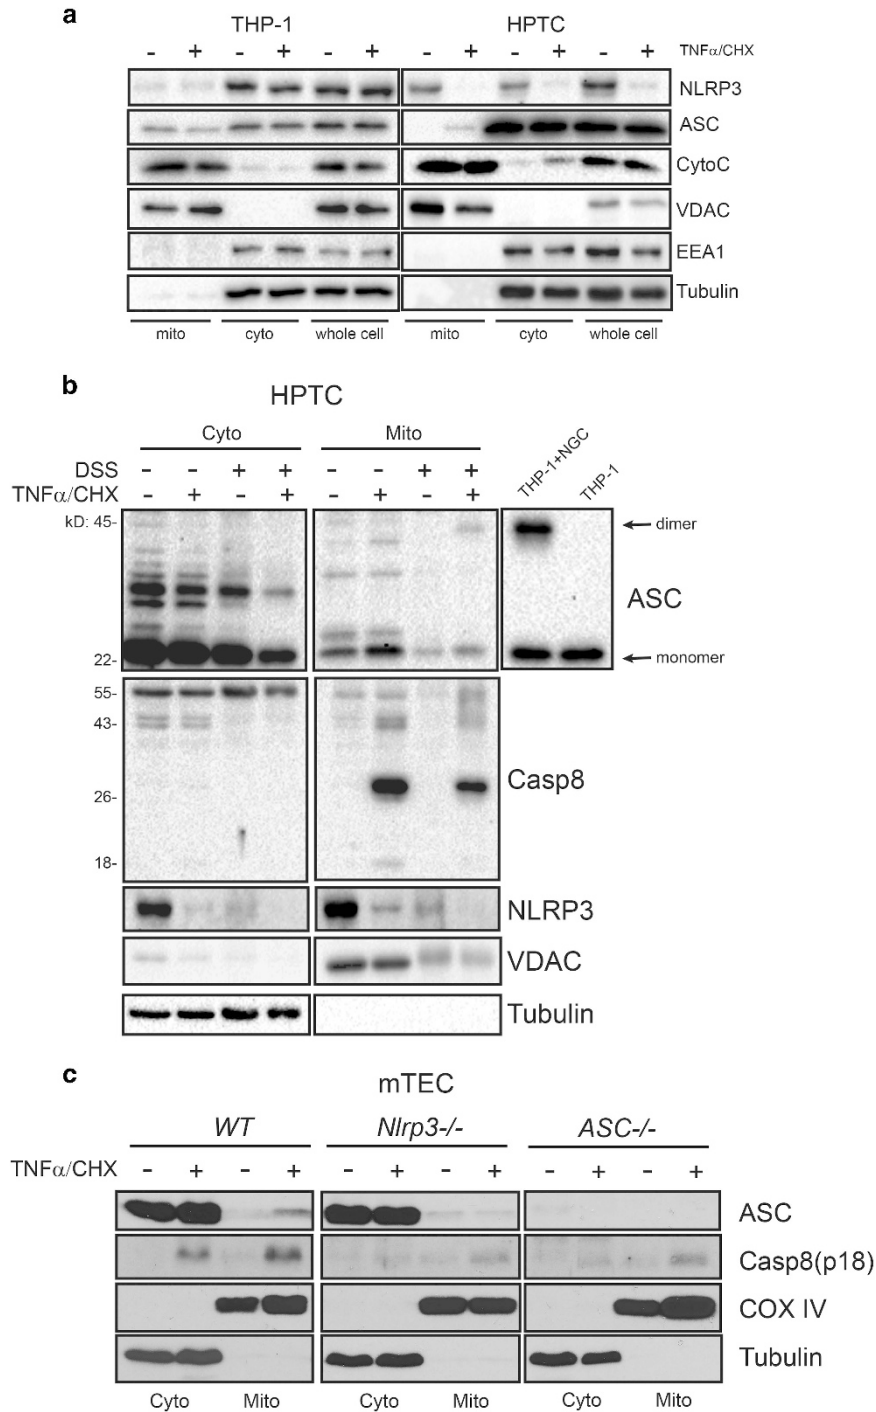 a
THP-1 HPTC
- + - + - + - + - + - + TNFα/CHX
NLRP3
ASC
CytoC
VDAC
EEA1
Tubulin
mito cyto whole cell mito cyto whole cell
b
HPTC
Cyto Mito
THP-1+NGC THP-1
DSS - - + + - - + +
TNFα/CHX - + - + - + - +
kD: 45-
dimer
ASC
22-
monomer
55-
43-
Casp8
26-
18-
NLRP3
VDAC
Tubulin
c
mTEC
WT Nlrp3-/- ASC-/-
TNFα/CHX - + - + - + - + - + - +
ASC
Casp8(p18)
COX IV
Tubulin
Cyto Mito Cyto Mito Cyto Mito